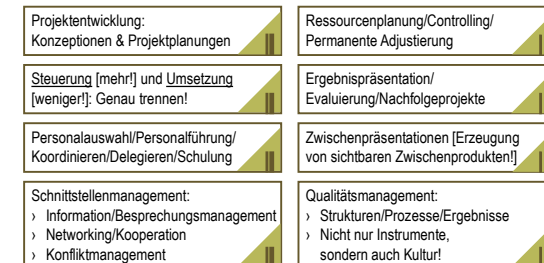 Projektentwicklung:
Konzeptionen & Projektplanungen
Steuerung [mehr!] und Umsetzung
[weniger!]: Genau trennen!
Personalauswahl/Personalführung/
Koordinieren/Delegieren/Schulung
Schnittstellenmanagement:
› Information/Besprechungsmanagement
› Networking/Kooperation
› Konfliktmanagement
Ressourcenplanung/Controlling/
Permanente Adjustierung
Ergebnispräsentation/
Evaluierung/Nachfolgeprojekte
Zwischenpräsentationen [Erzeugung
von sichtbaren Zwischenprodukten!]
Qualitätsmanagement:
› Strukturen/Prozesse/Ergebnisse
› Nicht nur Instrumente,
sondern auch Kultur!